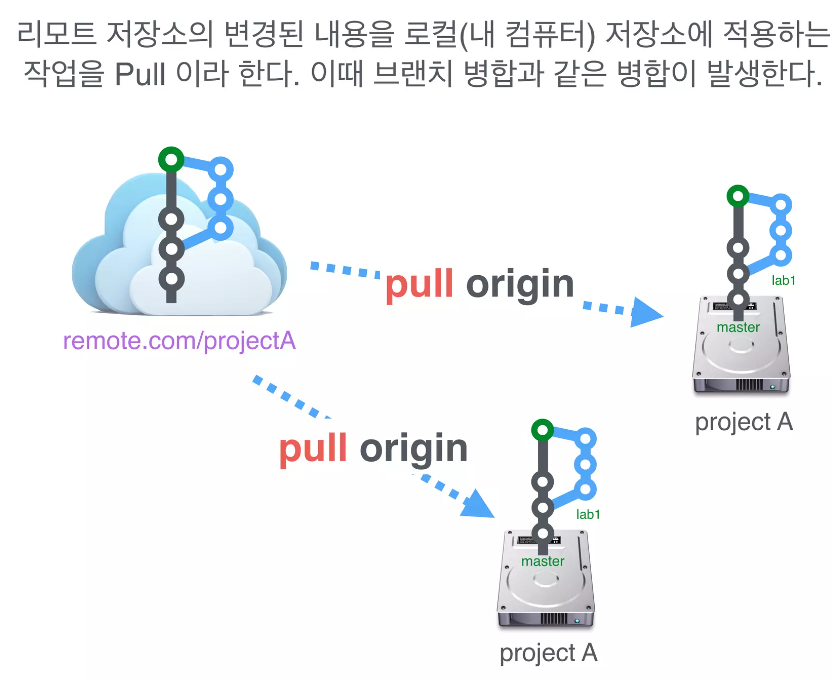 리모트 저장소의 변경된 내용을 로컬(내 컴퓨터) 저장소에 적용하는
작업을 Pull 이라 한다. 이때 브랜치 병합과 같은 병합이 발생한다.
pull origin
lab1
master
remote.com/projectA
project A
pull origin
lab1
master
project A